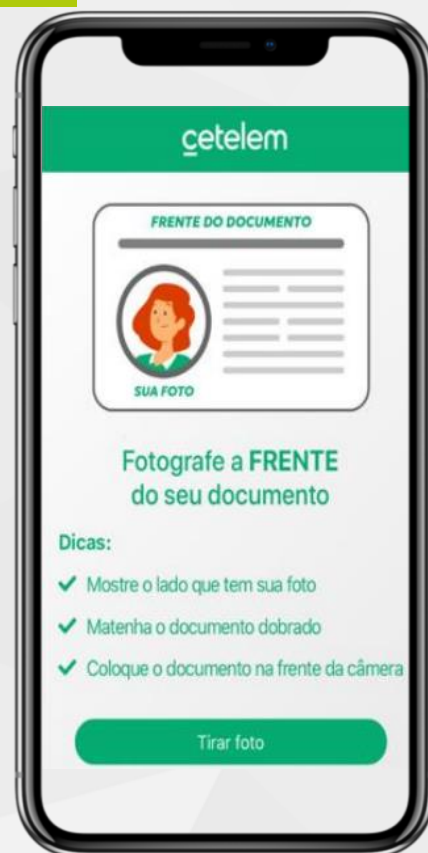 cetelem
FRENTE DO DOCUMENTO
SUA FOTO
Fotografe a FRENTE
do seu documento
Dicas:
✓ Mostre o lado que tem sua foto
✓ Matenha o documento dobrado
✓ Coloque o documento na frente da câmera
Tirar foto